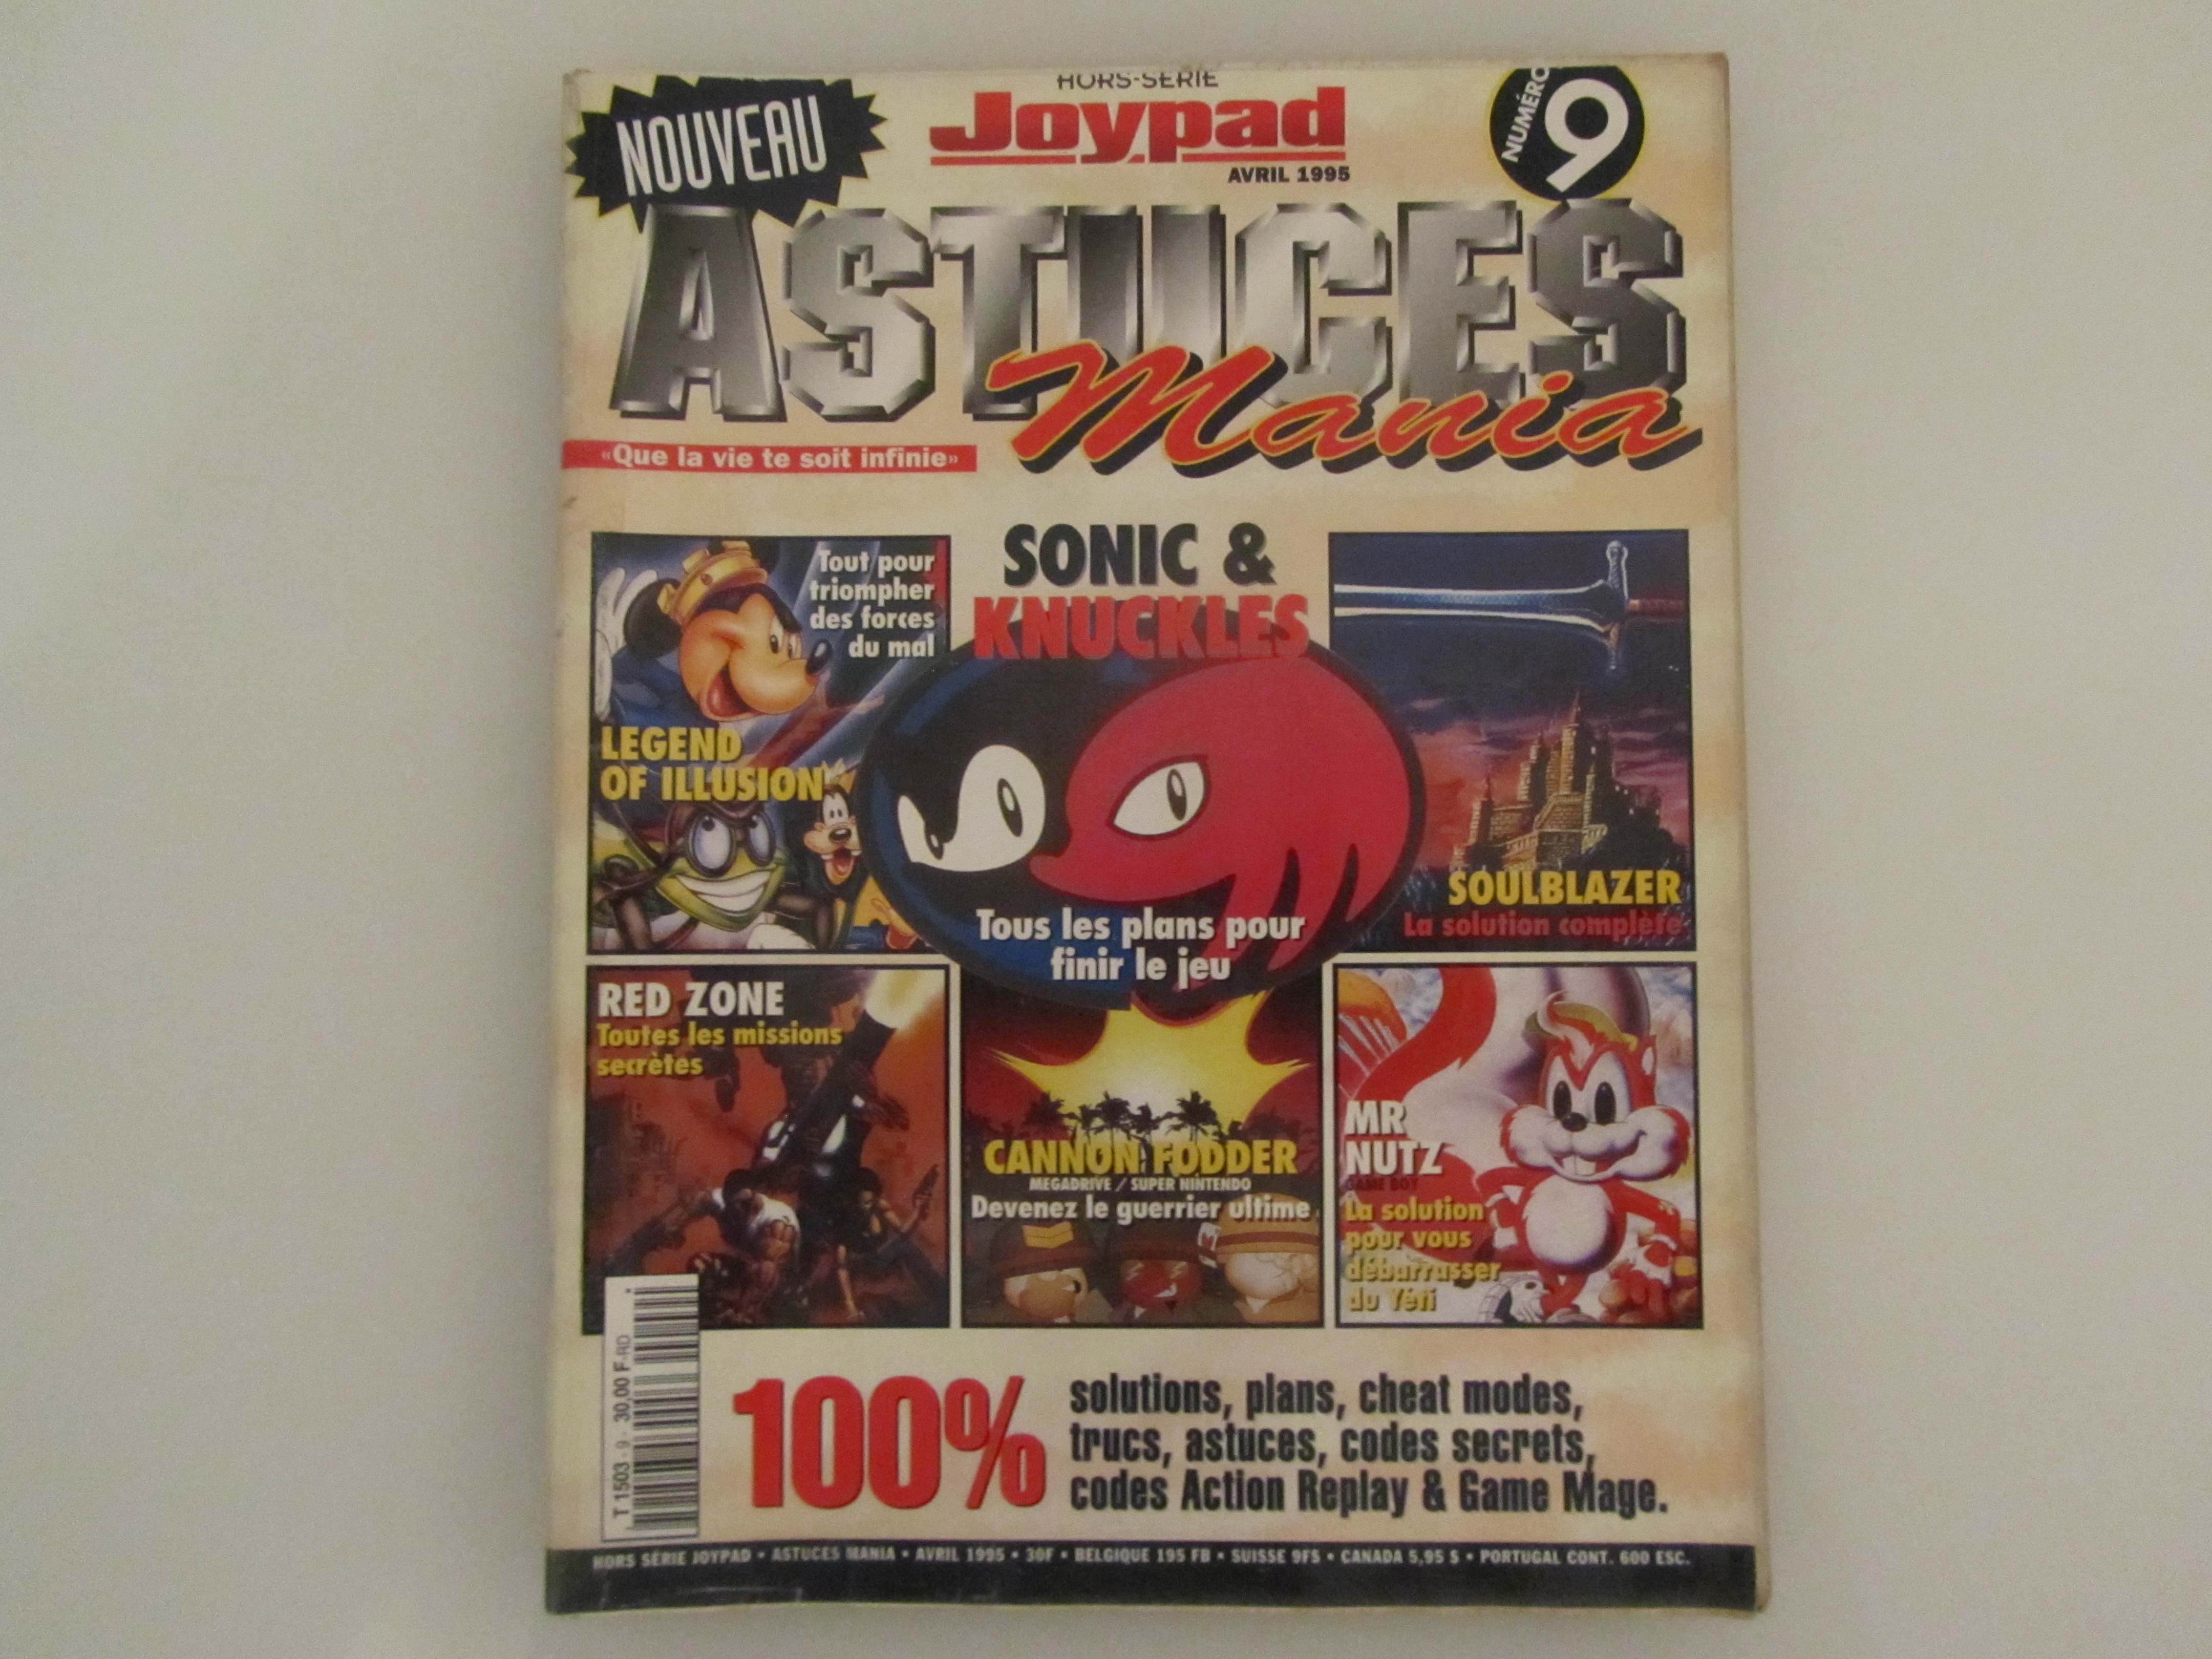 NOUVEAU
HORS-SERIE
Joypad
AVRIL 1995
NUMÉRO
9
ASTUCES
Mania
«Que la vie te soit infinie»
Tout pour
triompher
des forces
du mal
LEGEND
OF ILLUSION
SONIC &
KNUCKLES
Tous les plans pour
finir le jeu
SOULBLAZER
La solution complète
RED ZONE
Toutes les missions
secrètes
CANNON FODDER
MEGADRIVE / SUPER NINTENDO
Devenez le guerrier ultime
MR
NUTZ
GAME BOY
La solution
pour vous
débarrasser
du Yéti
T 1503 - 9 - 30,00 F-RD
100%
solutions, plans, cheat modes,
trucs, astuces, codes secrets,
codes Action Replay & Game Mage.
HORS SÉRIE JOYPAD • ASTUCES MANIA • AVRIL 1995 • 30F • BELGIQUE 195 FB • SUISSE 9FS • CANADA 5,95 $ • PORTUGAL CONT. 600 ESC.